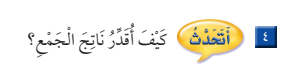 ٤ أَتَحَدَّثُ كَيْفَ أُقَدِّرُ نَاتِجَ الْجَمْعِ؟